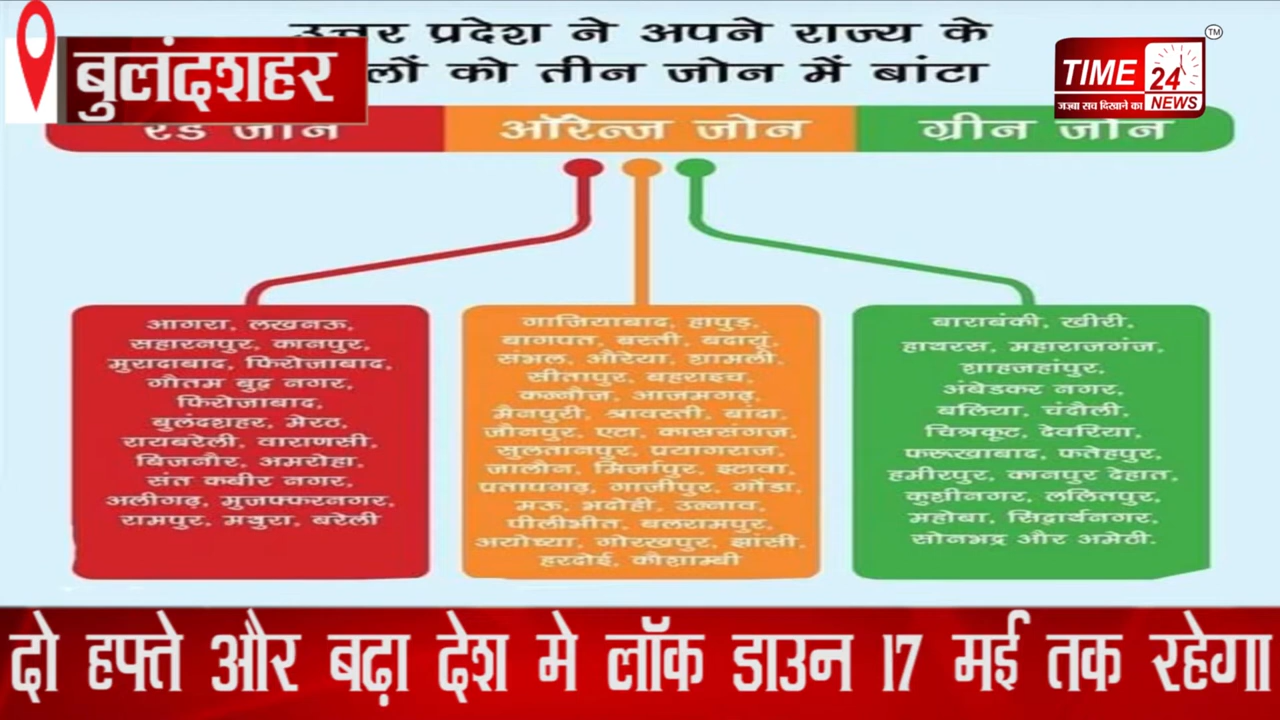 उत्तर प्रदेश ने अपने राज्य के
लों को तीन जोन में बांटा
बुलंदशहर
TIME 24 NEWS
जज़्बा सच दिखाने का
TM
रेड जोन
ऑरेन्ज जोन
ग्रीन जोन
आगरा, लखनऊ,
सहारनपुर, कानपुर,
मुरादाबाद, फिरोजाबाद,
गौतम बुद्ध नगर,
फिरोजाबाद,
बुलंदशहर, मेरठ,
रायबरेली, वाराणसी,
बिजनौर, अमरोहा,
संत कबीर नगर,
अलीगढ़, मुजफ्फरनगर,
रामपुर, मथुरा, बरेली
गाजियाबाद, हापुड़,
बागपत, बस्ती, बदायूं,
संभल, औरैया, शामली,
सीतापुर, बहराइच,
कन्नौज, आजमगढ़,
मैनपुरी, श्रावस्ती, बांदा,
जौनपुर, एटा, कासगंज,
सुलतानपुर, प्रयागराज,
जालौन, मिर्जापुर, इटावा,
प्रतापगढ़, गाजीपुर, गोंडा,
मऊ, भदोही, उन्नाव,
पीलीभीत, बलरामपुर,
अयोध्या, गोरखपुर, झांसी,
हरदोई, कौशाम्बी
बाराबंकी, खीरी,
हाथरस, महाराजगंज,
शाहजहांपुर,
अंबेडकर नगर,
बलिया, चंदौली,
चित्रकूट, देवरिया,
फरूखाबाद, फतेहपुर,
हमीरपुर, कानपुर देहात,
कुशीनगर, ललितपुर,
महोबा, सिद्धार्थनगर,
सोनभद्र और अमेठी.
दो हफ्ते और बढ़ा देश मे लॉक डाउन 17 मई तक रहेगा